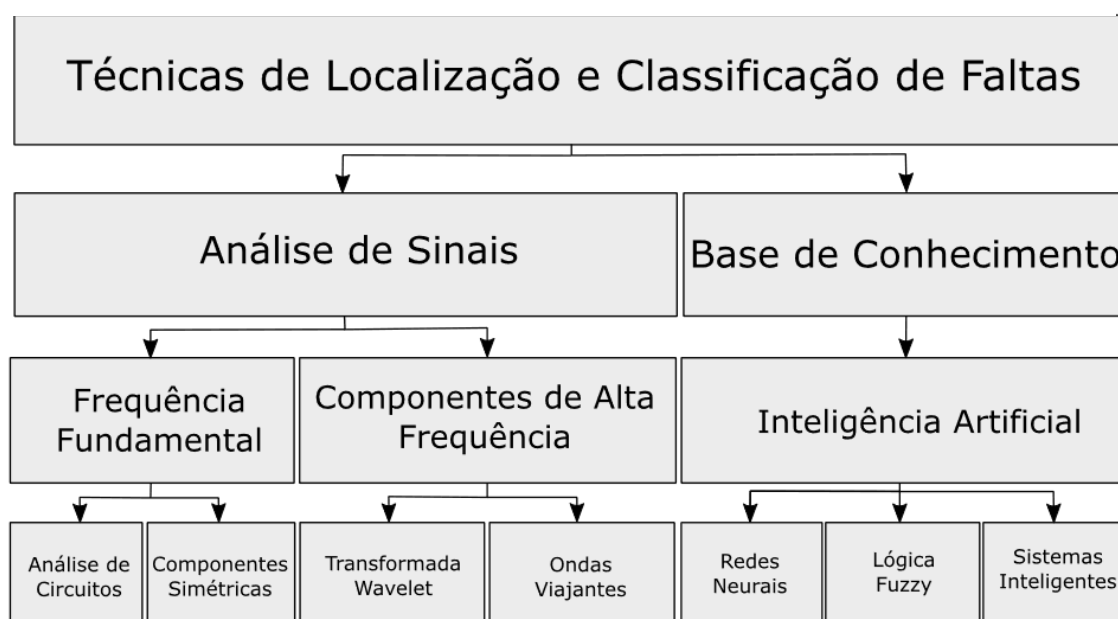 Técnicas de Localização e Classificação de Faltas
Análise de Sinais
Base de Conhecimento
Frequência
Fundamental
Componentes de Alta
Frequência
Inteligência Artificial
Análise de
Circuitos
Componentes
Simétricas
Transformada
Wavelet
Ondas
Viajantes
Redes
Neurais
Lógica
Fuzzy
Sistemas
Inteligentes